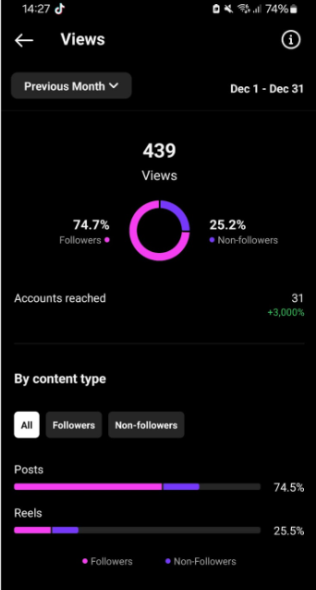 14:27 74%
Views
Previous Month Dec 1 - Dec 31
439
Views
74.7% 25.2%
Followers Non-followers
Accounts reached 31
+3,000%
By content type
All Followers Non-followers
Posts
74.5%
Reels
25.5%
Followers Non-Followers